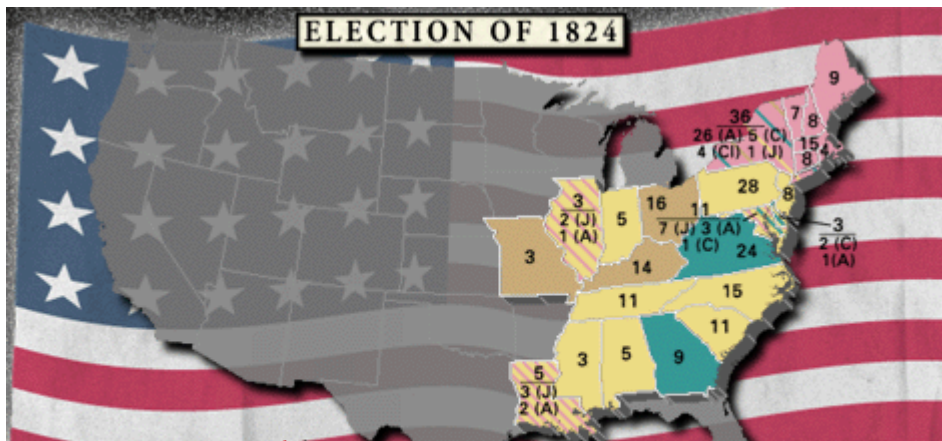 ELECTION OF 1824
9
36
26 (A) 5 (C)
4 (Cl) 1 (J)
7
8
15
4
8
3
2 (J)
1 (A)
5
16
11
7 (J) 3 (A)
1 (C)
28
8
3
2 (C)
1(A)
24
3
14
11
15
11
3
5
9
5
3 (J)
2 (A)